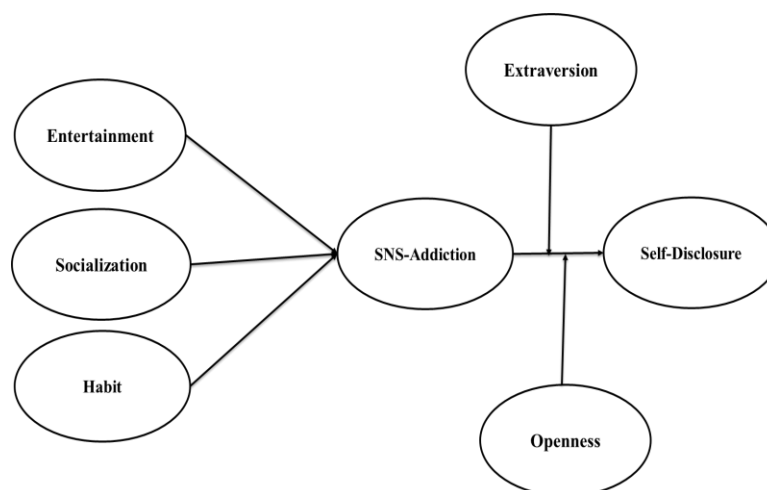 Extraversion
Entertainment
Socialization
SNS-Addiction
Self-Disclosure
Habit
Openness